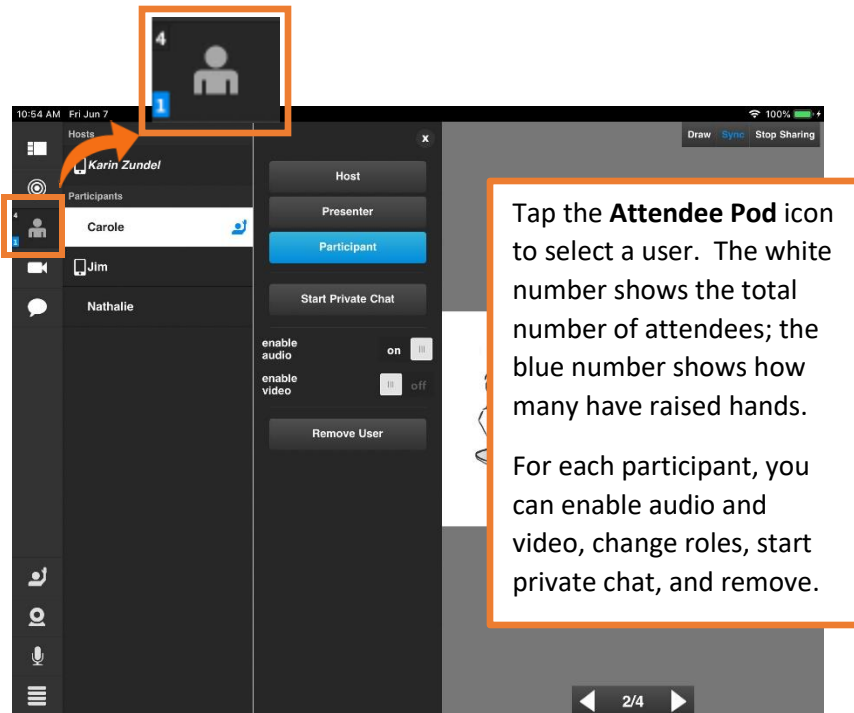 4
1
10:54 AM Fri Jun 7
100%
Hosts
x
Draw Sync Stop Sharing
Karin Zundel
Host
Participants
Presenter
4
1
Carole
Participant
Jim
Nathalie
Start Private Chat
enable
audio
on
enable
video
off
Remove User
Tap the Attendee Pod icon
to select a user.  The white
number shows the total
number of attendees; the
blue number shows how
many have raised hands.
For each participant, you
can enable audio and
video, change roles, start
private chat, and remove.
2/4